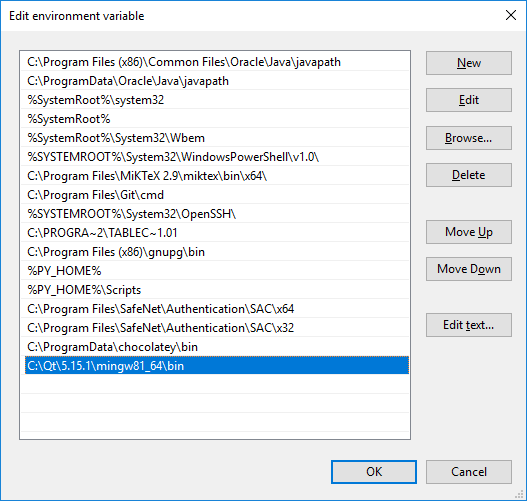 Edit environment variable
C:\Program Files (x86)\Common Files\Oracle\Java\javapath
C:\ProgramData\Oracle\Java\javapath
%SystemRoot%\system32
%SystemRoot%
%SystemRoot%\System32\Wbem
%SYSTEMROOT%\System32\WindowsPowerShell\v1.0\
C:\Program Files\MiKTeX 2.9\miktex\bin\x64\
C:\Program Files\Git\cmd
%SYSTEMROOT%\System32\OpenSSH\
C:\PROGRA~2\TABLEC~1.01
C:\Program Files (x86)\gnupg\bin
%PY_HOME%
%PY_HOME%\Scripts
C:\Program Files\SafeNet\Authentication\SAC\x64
C:\Program Files\SafeNet\Authentication\SAC\x32
C:\ProgramData\chocolatey\bin
C:\Qt\5.15.1\mingw81_64\bin
New
Edit
Browse...
Delete
Move Up
Move Down
Edit text...
OK
Cancel